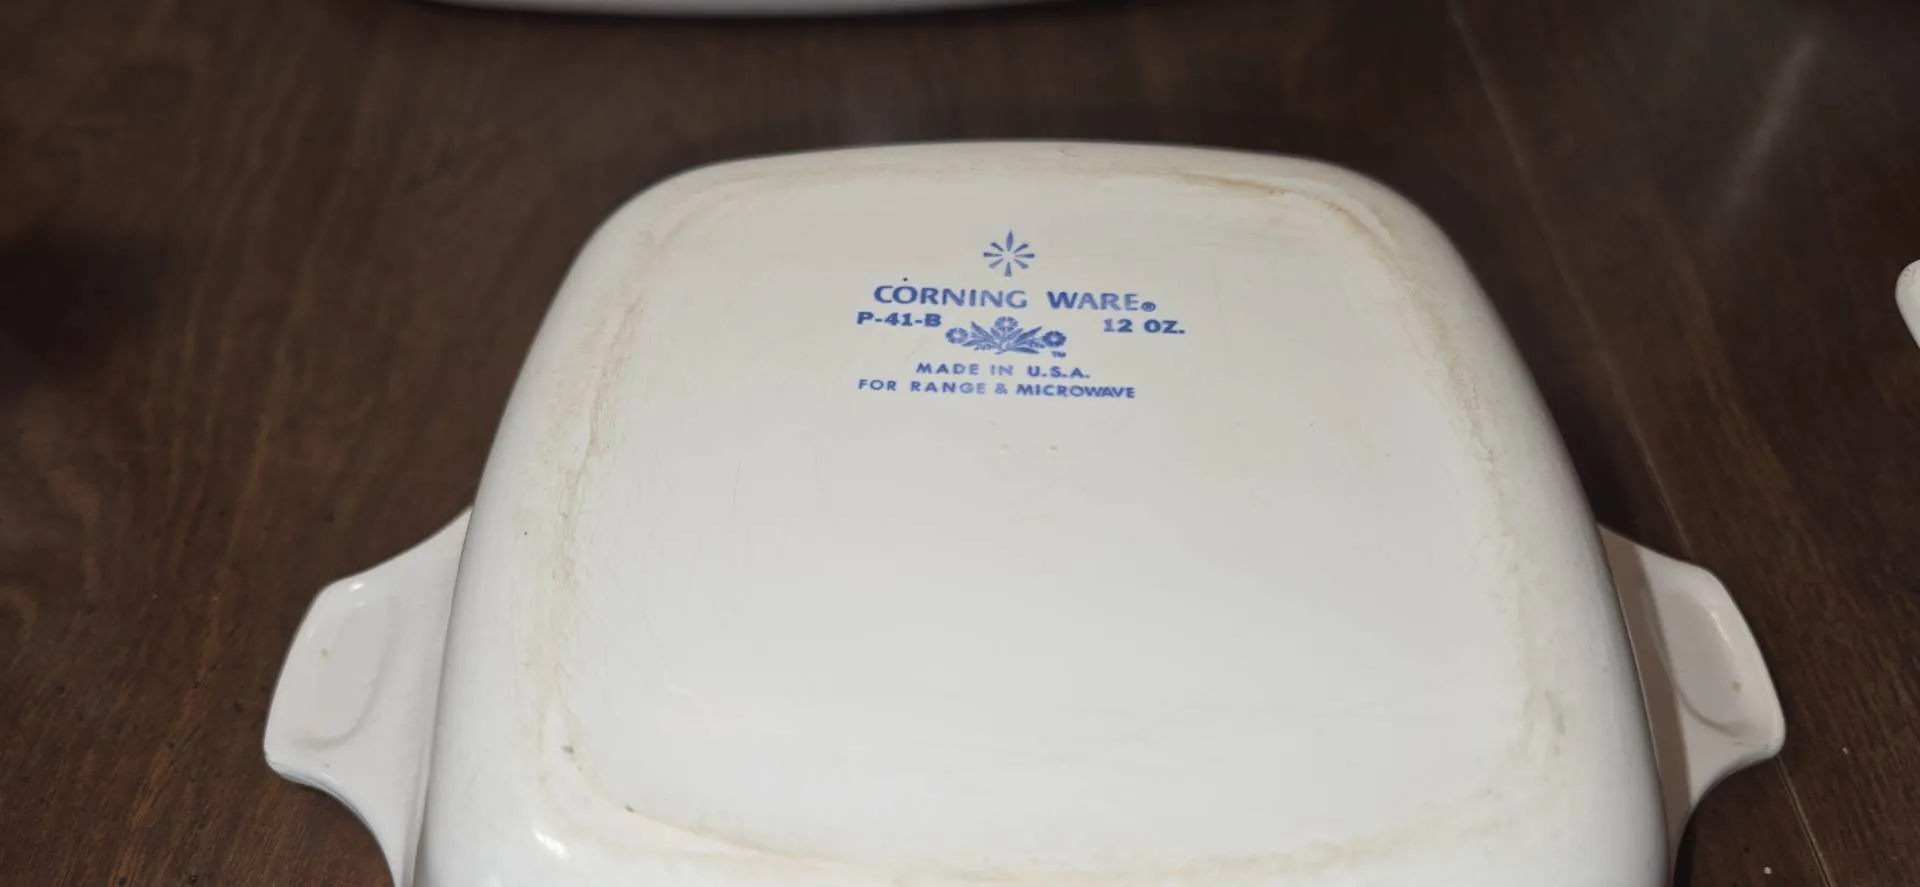 CORNING WARE®
P-41-B 12 OZ.
TM
MADE IN U.S.A.
FOR RANGE & MICROWAVE